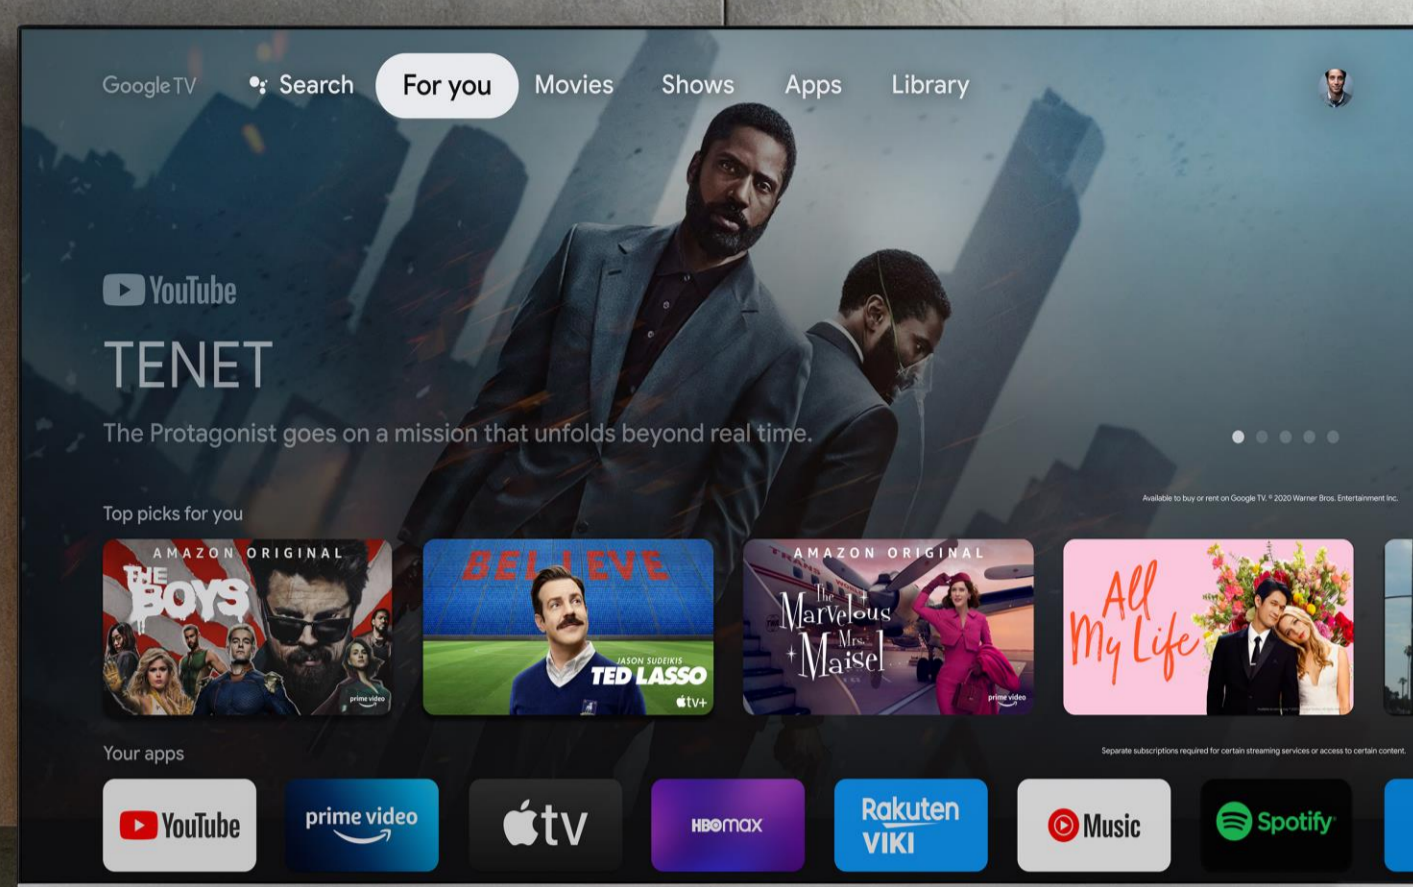 Google TV
Search
For you
Movies
Shows
Apps
Library
YouTube
TENET
The Protagonist goes on a mission that unfolds beyond real time.
Available to buy or rent on Google TV. © 2020 Warner Bros. Entertainment Inc.
Top picks for you
AMAZON ORIGINAL
THE
BOYS
prime video
BELIEVE
JASON SUDEIKIS
TED LASSO
tv+
AMAZON ORIGINAL
TRANS WORLD
The
Marvelous
Mrs.
Maisel
prime video
All
My Life
Your apps
Separate subscriptions required for certain streaming services or access to certain content.
YouTube
prime video
tv
HBOmax
Rakuten
VIKI
Music
Spotify